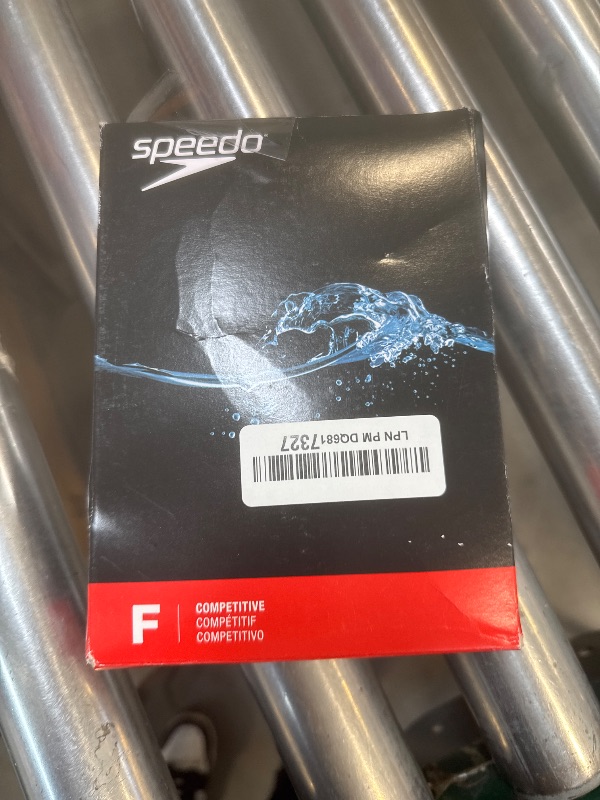 speedo
LPN PM DQ6817327
F
COMPETITIVE
COMPÉTITIF
COMPETITIVO